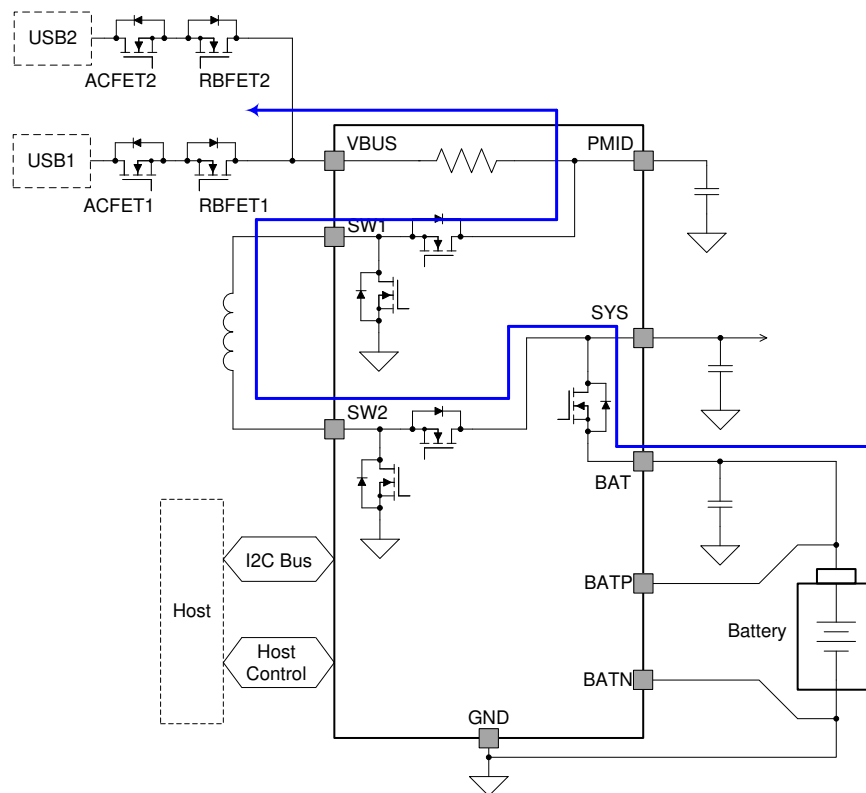 USB2
ACFET2
RBFET2
VBUS
PMID
USB1
ACFET1
RBFET1
SW1
SYS
SW2
BAT
I2C Bus
BATP
Host
Battery
Host
Control
BATN
GND